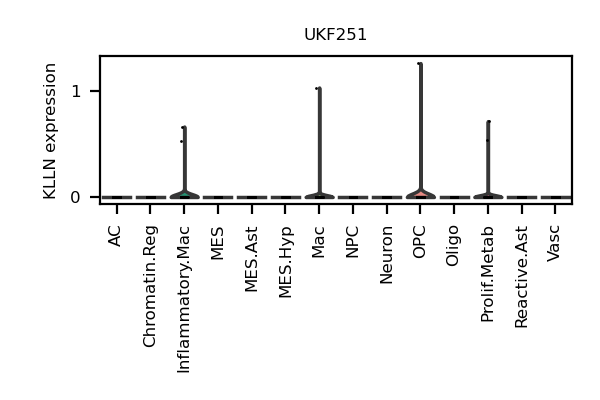 UKF251
KLLN expression
1
0
AC
Chromatin.Reg
Inflammatory.Mac
MES
MES.Ast
MES.Hyp
Mac
NPC
Neuron
OPC
Oligo
Prolif.Metab
Reactive.Ast
Vasc